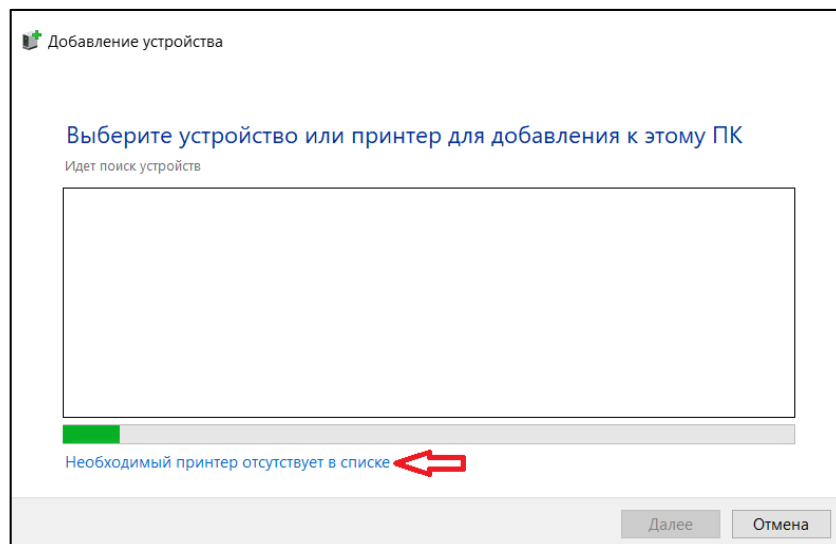 Добавление устройства
Выберите устройство или принтер для добавления к этому ПК
Идет поиск устройств
Необходимый принтер отсутствует в списке
Далее
Отмена